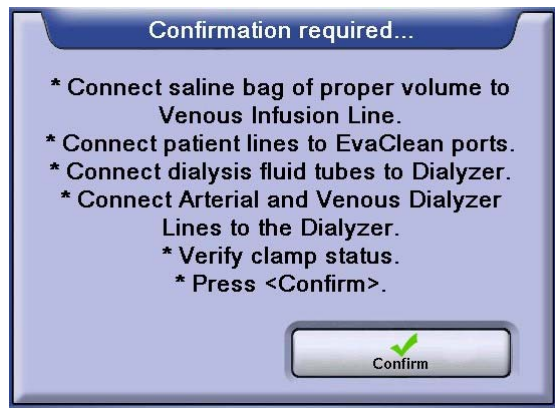 Confirmation required...
* Connect saline bag of proper volume to
Venous Infusion Line.
* Connect patient lines to EvaClean ports.
* Connect dialysis fluid tubes to Dialyzer.
* Connect Arterial and Venous Dialyzer
Lines to the Dialyzer.
* Verify clamp status.
* Press <Confirm>.
Confirm